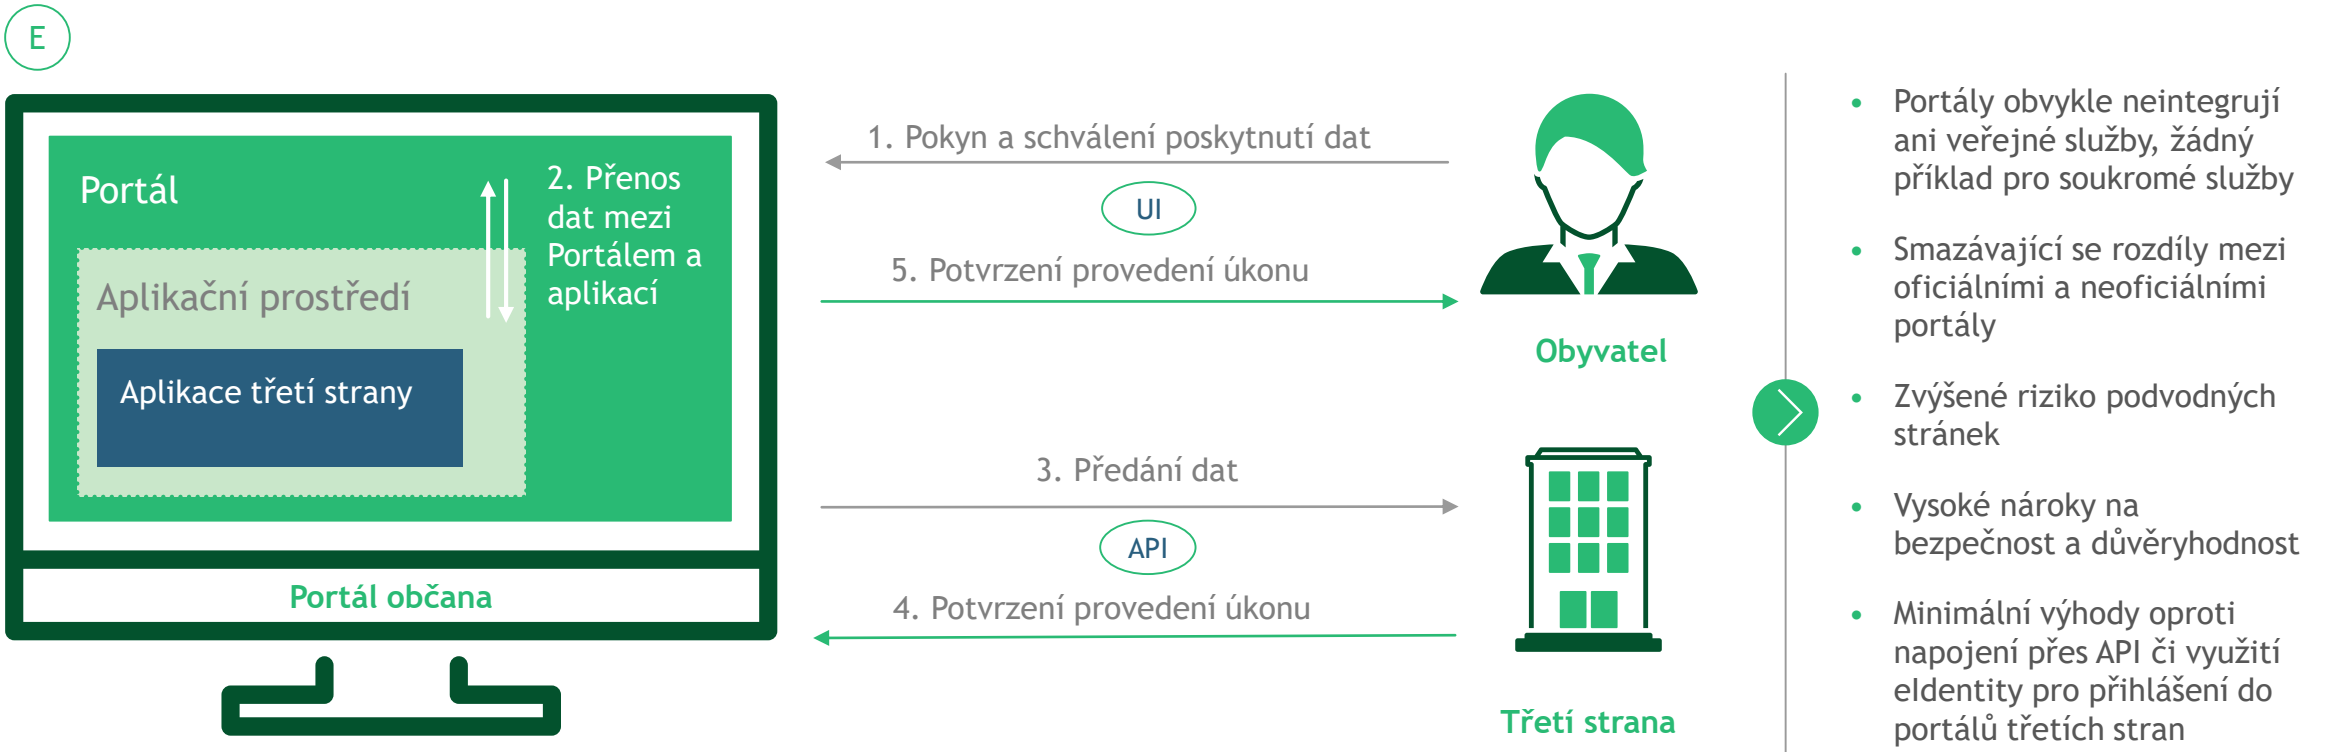 E
Portál
2. Přenos
dat mezi
Portálem a
aplikací
Aplikační prostředí
Aplikace třetí strany
Portál občana
1. Pokyn a schválení poskytnutí dat
UI
5. Potvrzení provedení úkonu
Obyvatel
3. Předání dat
API
4. Potvrzení provedení úkonu
Třetí strana
• Portály obvykle neintegrují
ani veřejné služby, žádný
příklad pro soukromé služby
• Smazávající se rozdíly mezi
oficiálními a neoficiálními
portály
• Zvýšené riziko podvodných
stránek
• Vysoké nároky na
bezpečnost a důvěryhodnost
• Minimální výhody oproti
napojení přes API či využití
eIdentity pro přihlášení do
portálů třetích stran